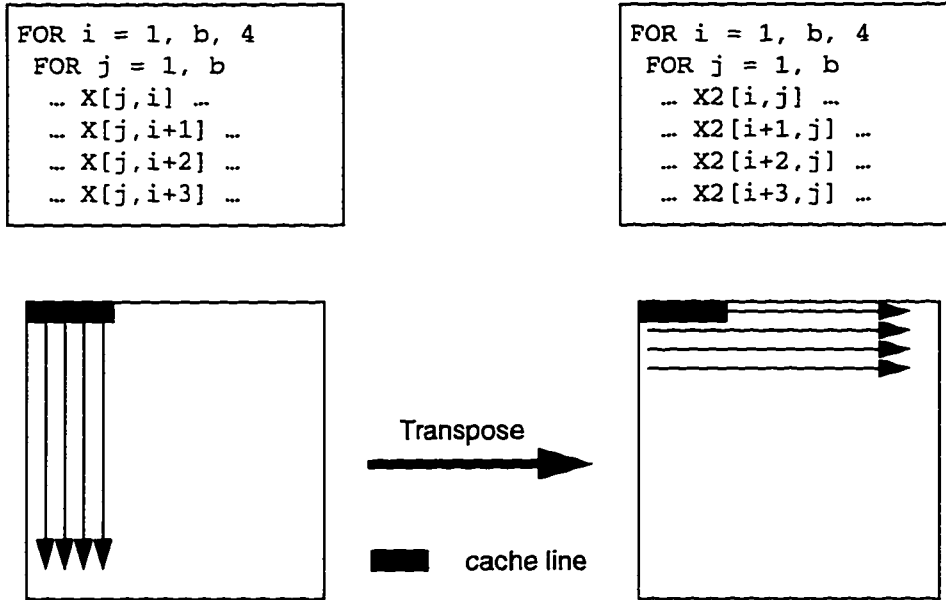 FOR i = 1, b, 4
FOR j = 1, b
… X[j,i] …
… X[j,i+1] …
… X[j,i+2] …
… X[j,i+3] …
FOR i = 1, b, 4
FOR j = 1, b
… X2[i,j] …
… X2[i+1,j] …
… X2[i+2,j] …
… X2[i+3,j] …
Transpose
cache line